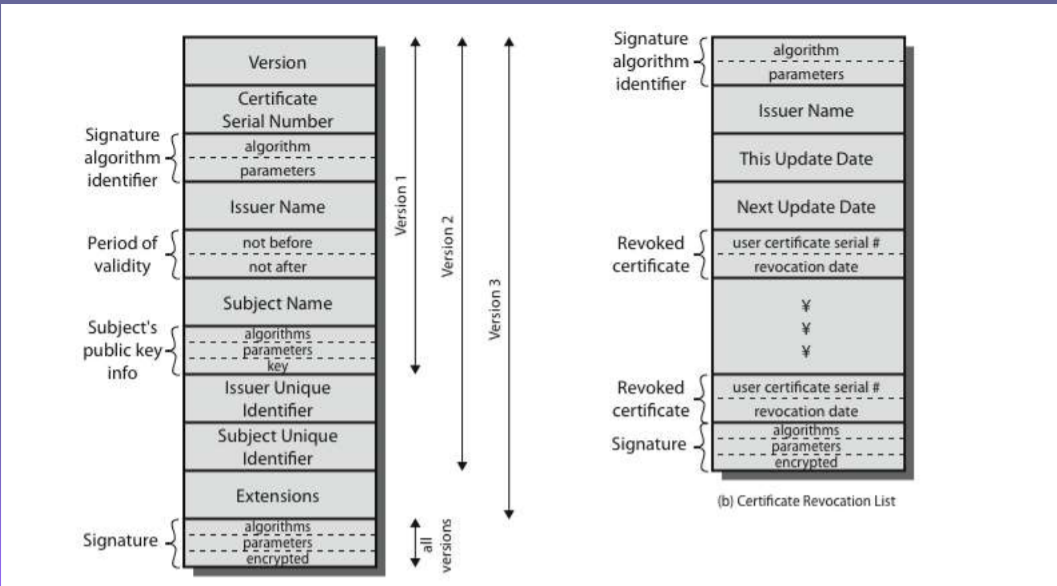 Version
Certificate
Serial Number
Signature
algorithm
identifier
algorithm
parameters
Issuer Name
Period of
validity
not before
not after
Subject Name
Subject's
public key
info
algorithms
parameters
key
Issuer Unique
Identifier
Subject Unique
Identifier
Extensions
Signature
algorithms
parameters
encrypted
Version 1
Version 2
Version 3
all
versions
Signature
algorithm
identifier
algorithm
parameters
Issuer Name
This Update Date
Next Update Date
Revoked
certificate
user certificate serial #
revocation date
¥
¥
¥
Revoked
certificate
user certificate serial #
revocation date
Signature
algorithms
parameters
encrypted
(b) Certificate Revocation List